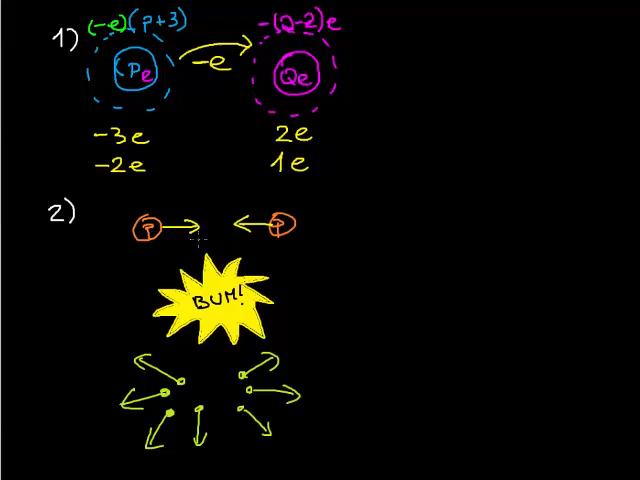 (-e)(p+3) -(Q-2)e
1) Pe -e Qe
-3e 2e
-2e 1e
2) P P
BUM!